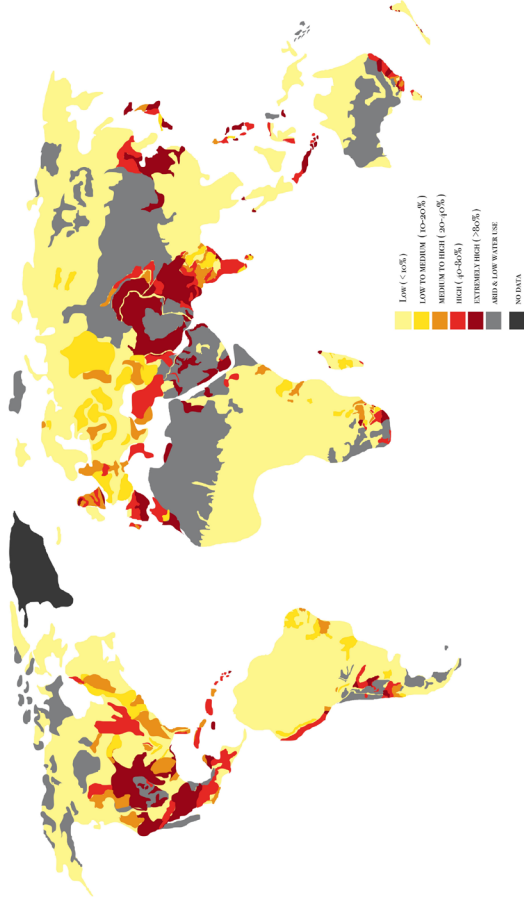 Low (<10%)
LOW TO MEDIUM (10-20%)
MEDIUM TO HIGH (20-40%)
HIGH (40-80%)
EXTREMELY HIGH (>80%)
ARID & LOW WATER USE
NO DATA